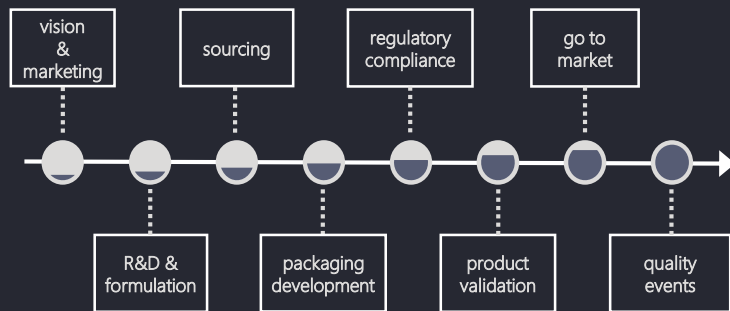 vision
&
marketing
sourcing
regulatory
compliance
go to
market
R&D &
formulation
packaging
development
product
validation
quality
events